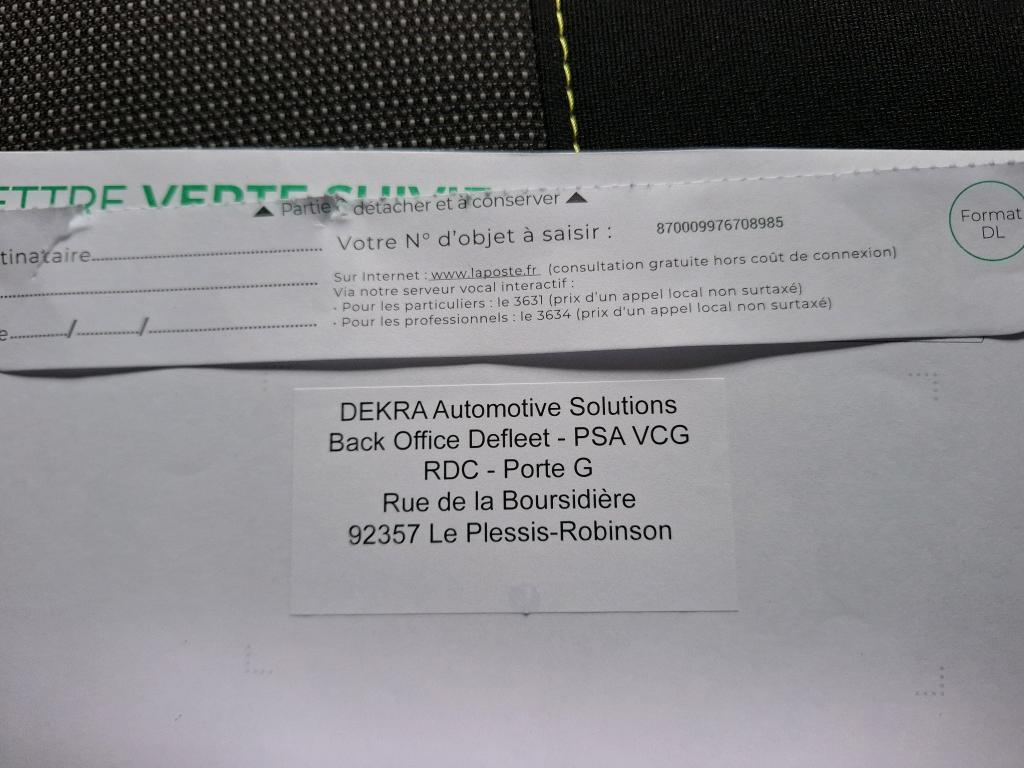 ETTRE VERTE SUIVIE
Partie à détacher et à conserver
Format
DL
tinataire
Votre N° d'objet à saisir : 870009976708985
Sur Internet : www.laposte.fr (consultation gratuite hors coût de connexion)
Via notre serveur vocal interactif :
- Pour les particuliers : le 3631 (prix d'un appel local non surtaxé)
- Pour les professionnels : le 3634 (prix d'un appel local non surtaxé)
e / /
DEKRA Automotive Solutions
Back Office Defleet - PSA VCG
RDC - Porte G
Rue de la Boursidière
92357 Le Plessis-Robinson